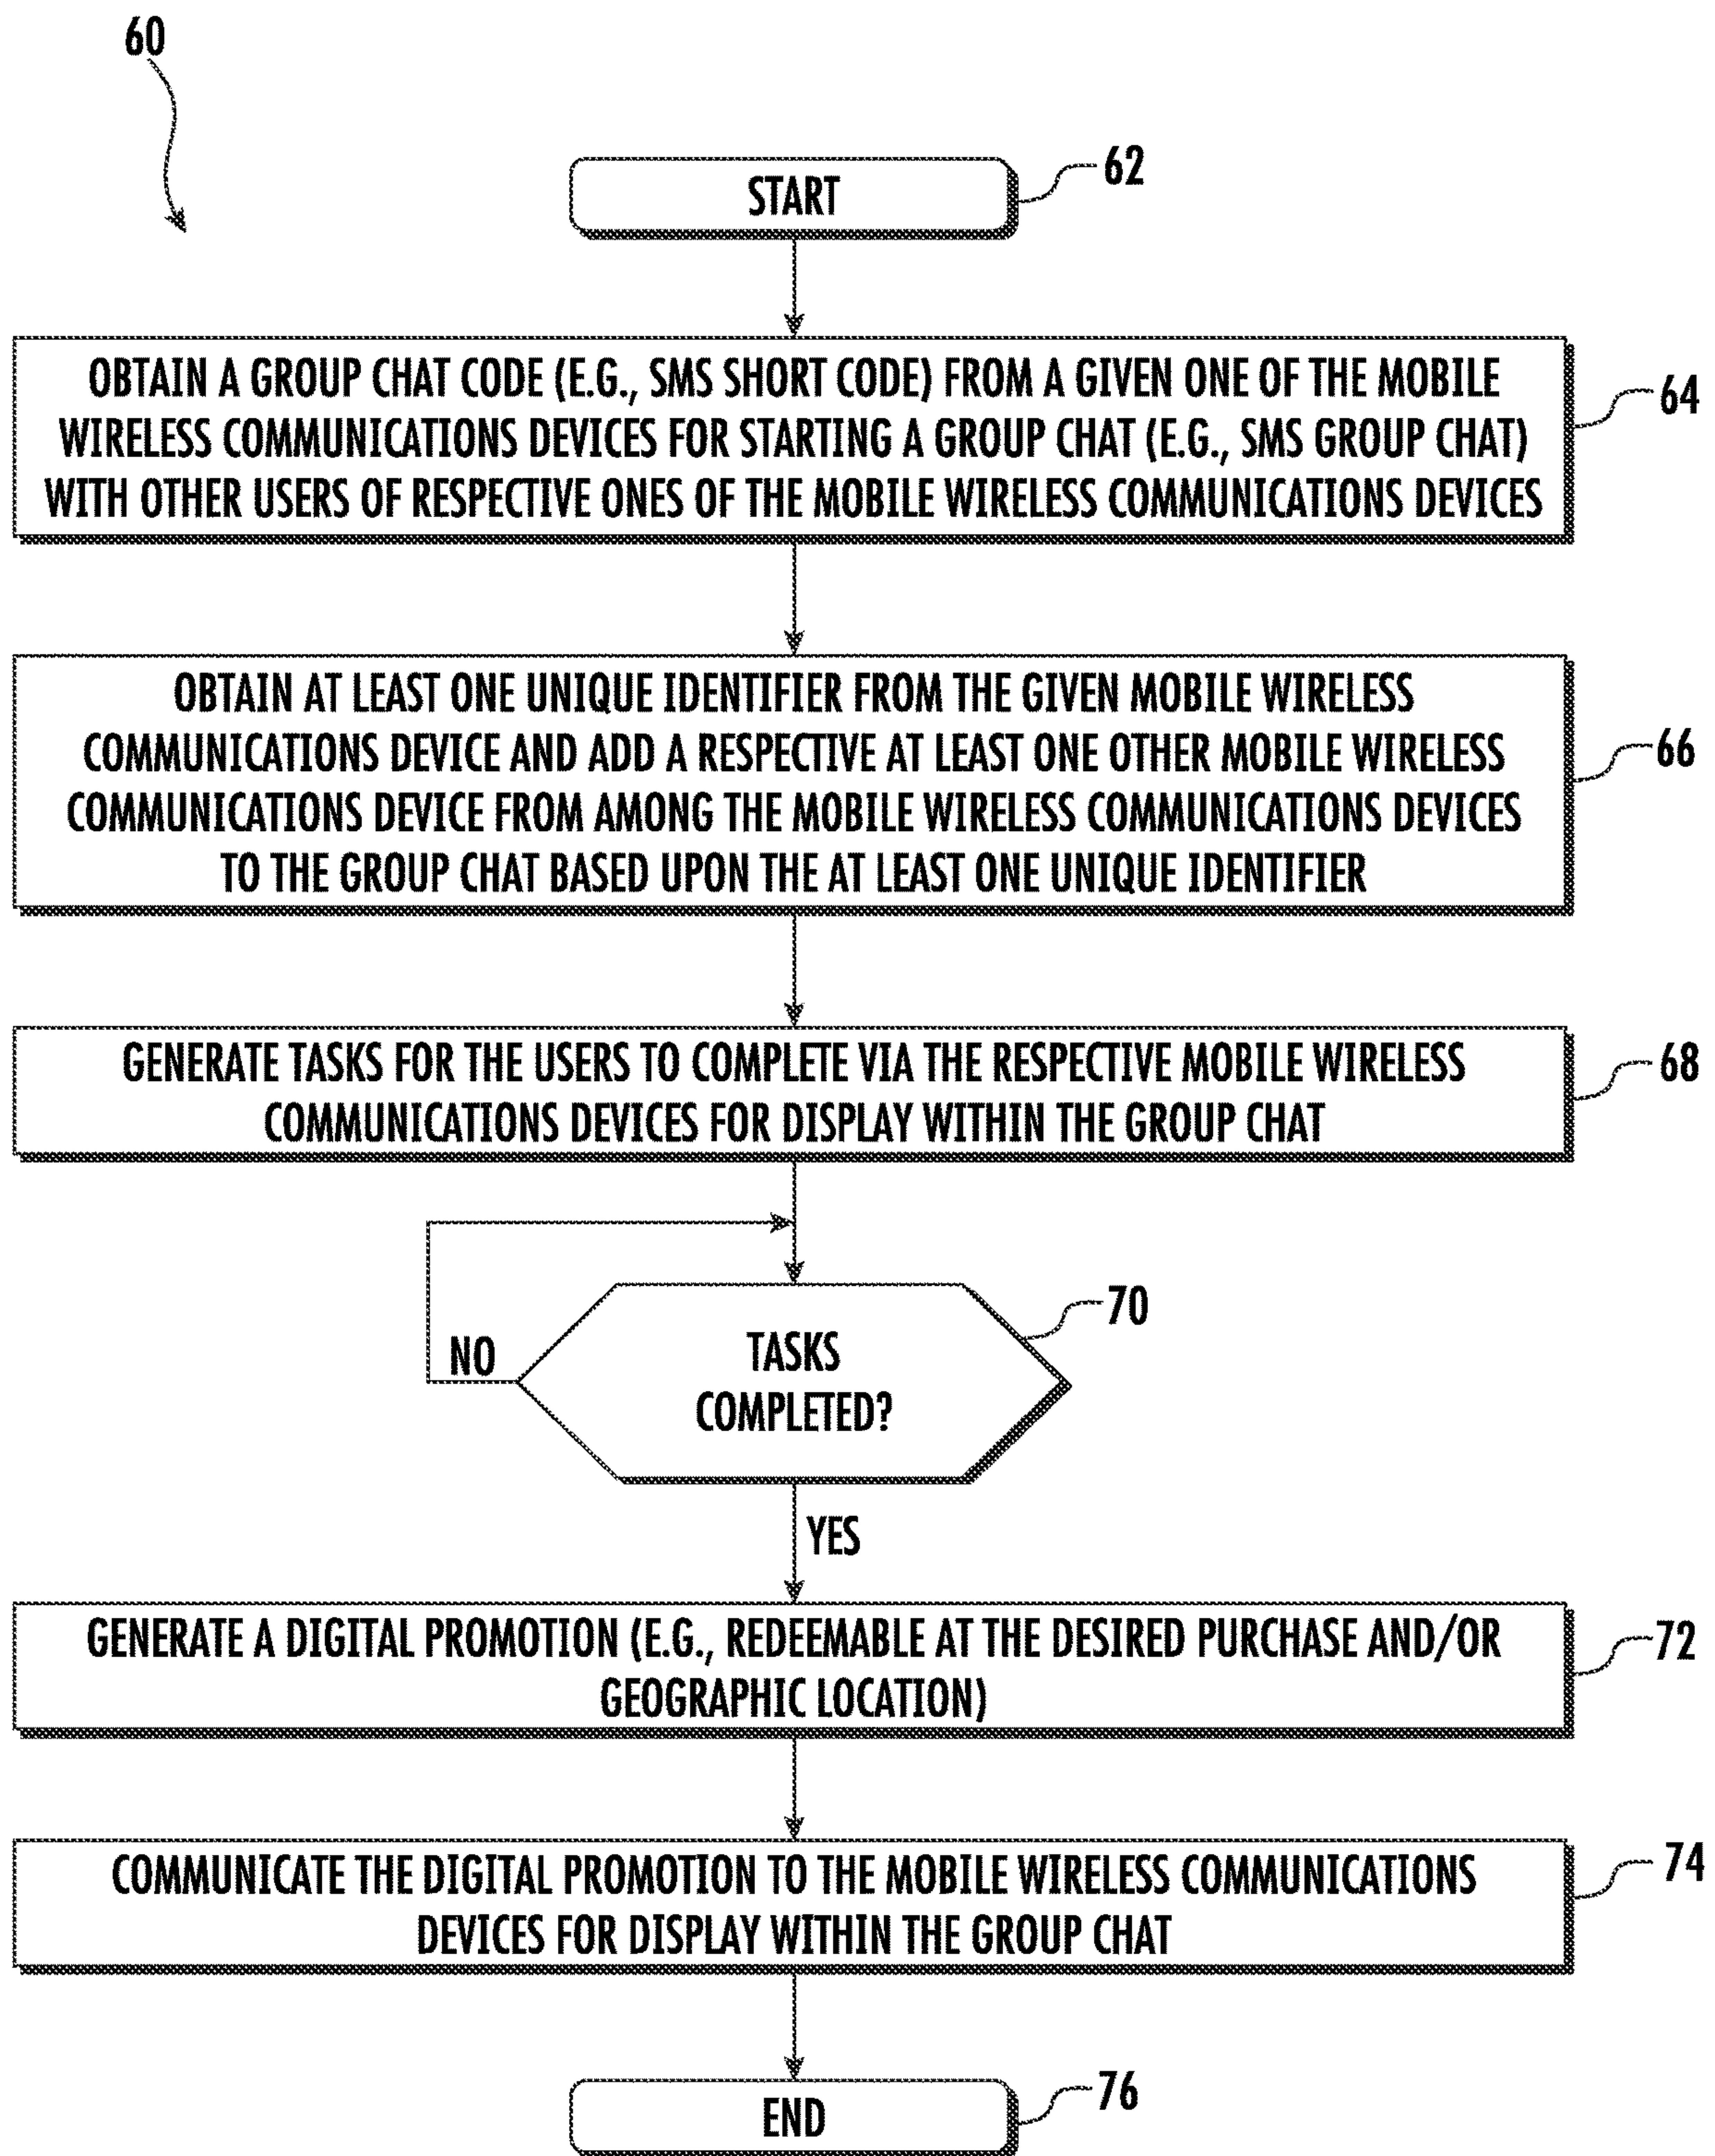 60
START
62
OBTAIN A GROUP CHAT CODE (E.G., SMS SHORT CODE) FROM A GIVEN ONE OF THE MOBILE
WIRELESS COMMUNICATIONS DEVICES FOR STARTING A GROUP CHAT (E.G., SMS GROUP CHAT)
WITH OTHER USERS OF RESPECTIVE ONES OF THE MOBILE WIRELESS COMMUNICATIONS DEVICES
64
OBTAIN AT LEAST ONE UNIQUE IDENTIFIER FROM THE GIVEN MOBILE WIRELESS
COMMUNICATIONS DEVICE AND ADD A RESPECTIVE AT LEAST ONE OTHER MOBILE WIRELESS
COMMUNICATIONS DEVICE FROM AMONG THE MOBILE WIRELESS COMMUNICATIONS DEVICES
TO THE GROUP CHAT BASED UPON THE AT LEAST ONE UNIQUE IDENTIFIER
66
GENERATE TASKS FOR THE USERS TO COMPLETE VIA THE RESPECTIVE MOBILE WIRELESS
COMMUNICATIONS DEVICES FOR DISPLAY WITHIN THE GROUP CHAT
68
TASKS
COMPLETED?
70
NO
YES
GENERATE A DIGITAL PROMOTION (E.G., REDEEMABLE AT THE DESIRED PURCHASE AND/OR
GEOGRAPHIC LOCATION)
72
COMMUNICATE THE DIGITAL PROMOTION TO THE MOBILE WIRELESS COMMUNICATIONS
DEVICES FOR DISPLAY WITHIN THE GROUP CHAT
74
END
76